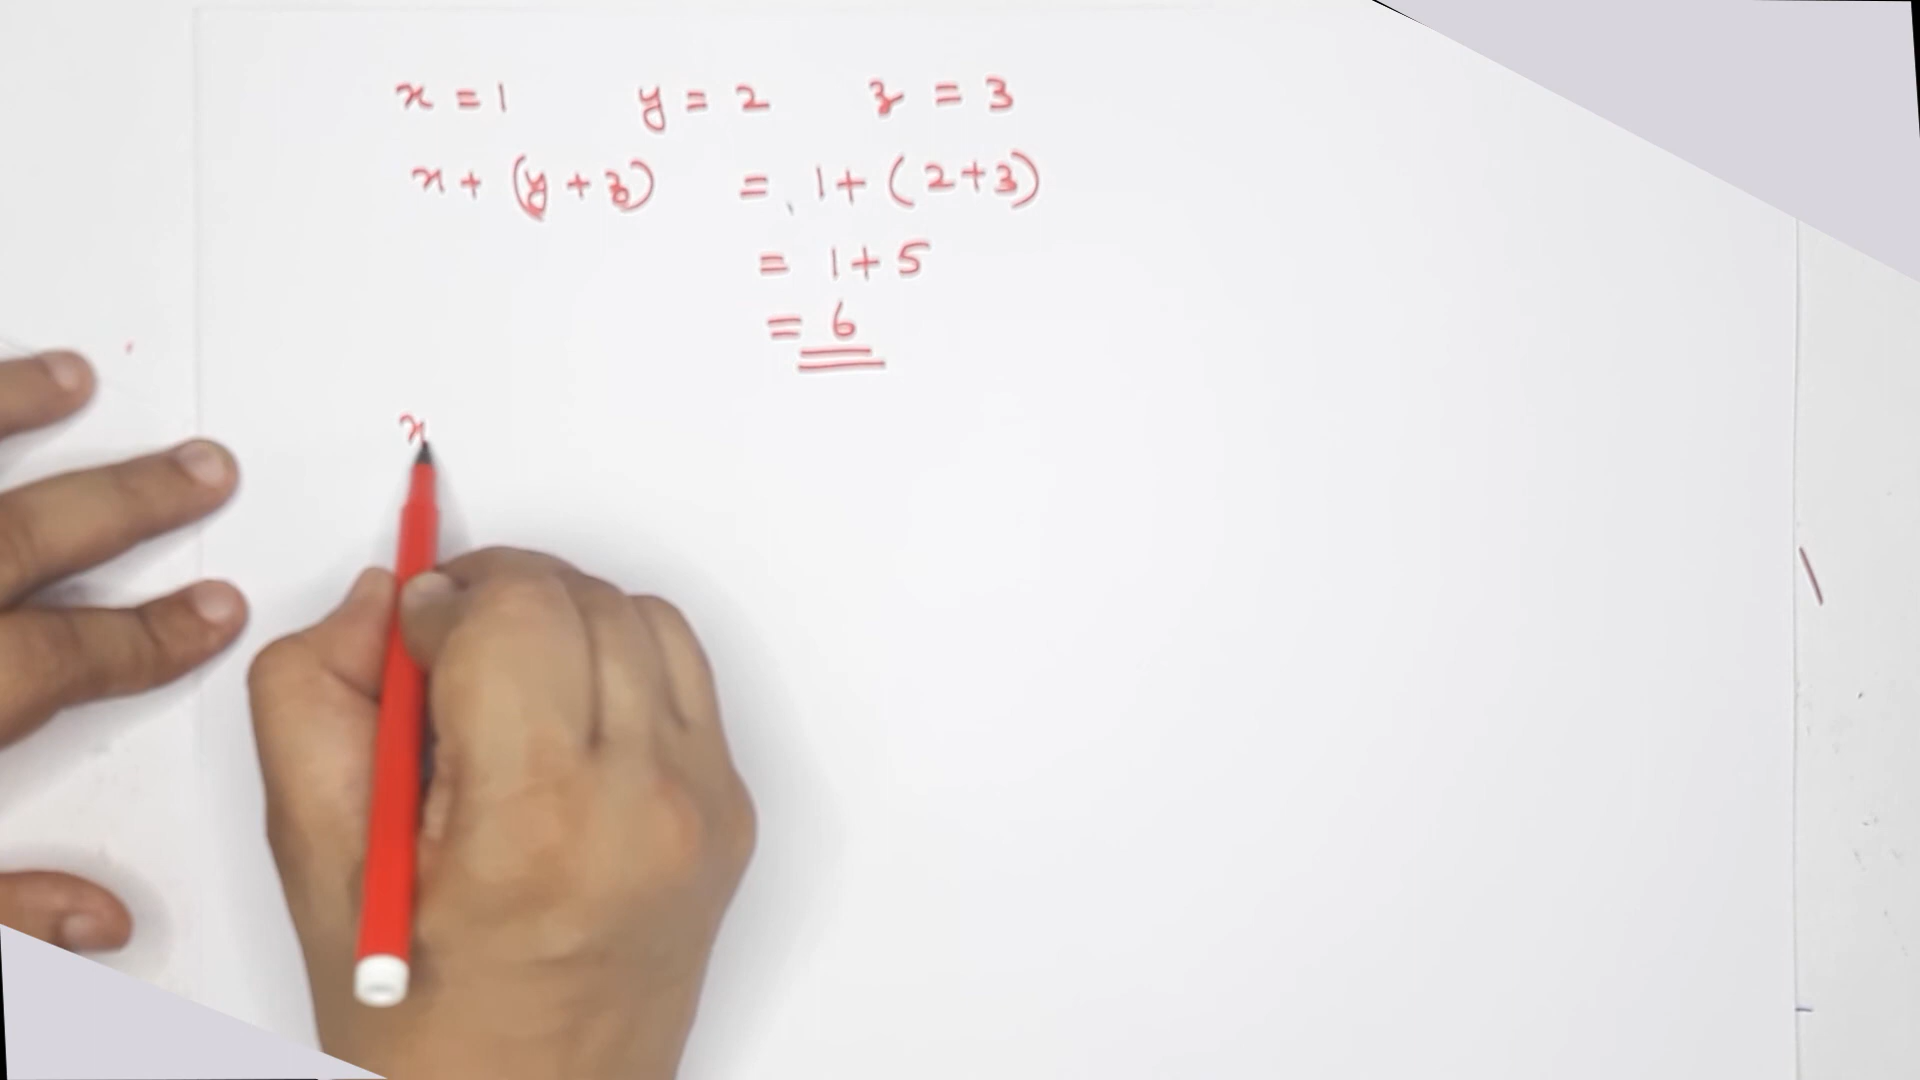 x = 1 y = 2 z = 3
x + (y + z) = 1 + (2+3)
= 1 + 5
= 6
x